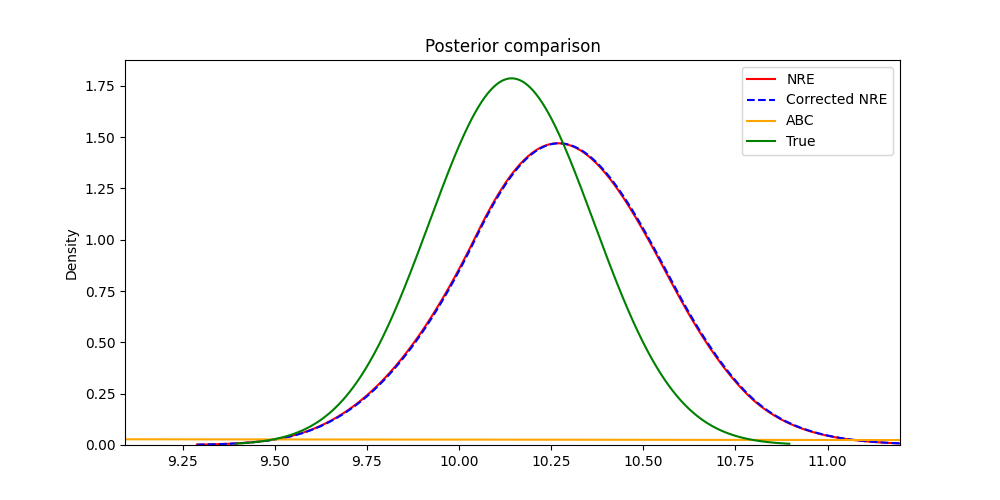 Posterior comparison
NRE
Corrected NRE
ABC
True
Density
1.75
1.50
1.25
1.00
0.75
0.50
0.25
0.00
9.25 9.50 9.75 10.00 10.25 10.50 10.75 11.00